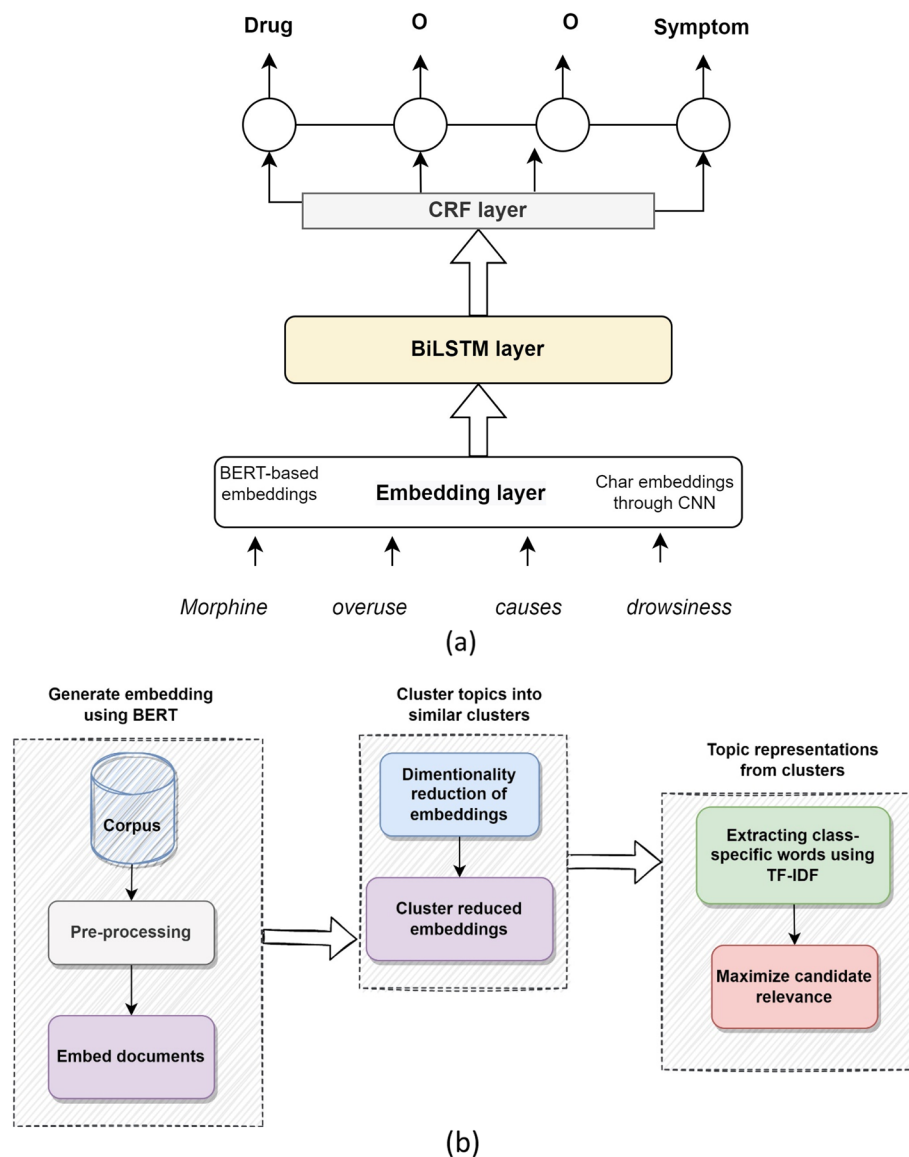 Drug O O Symptom
CRF layer
BiLSTM layer
BERT-based
embeddings
Embedding layer
Char embeddings
through CNN
Morphine overuse causes drowsiness
(a)
Generate embedding
using BERT
Corpus
Pre-processing
Embed documents
Cluster topics into
similar clusters
Dimentionality
reduction of
embeddings
Cluster reduced
embeddings
Topic representations
from clusters
Extracting class-
specific words using
TF-IDF
Maximize candidate
relevance
(b)